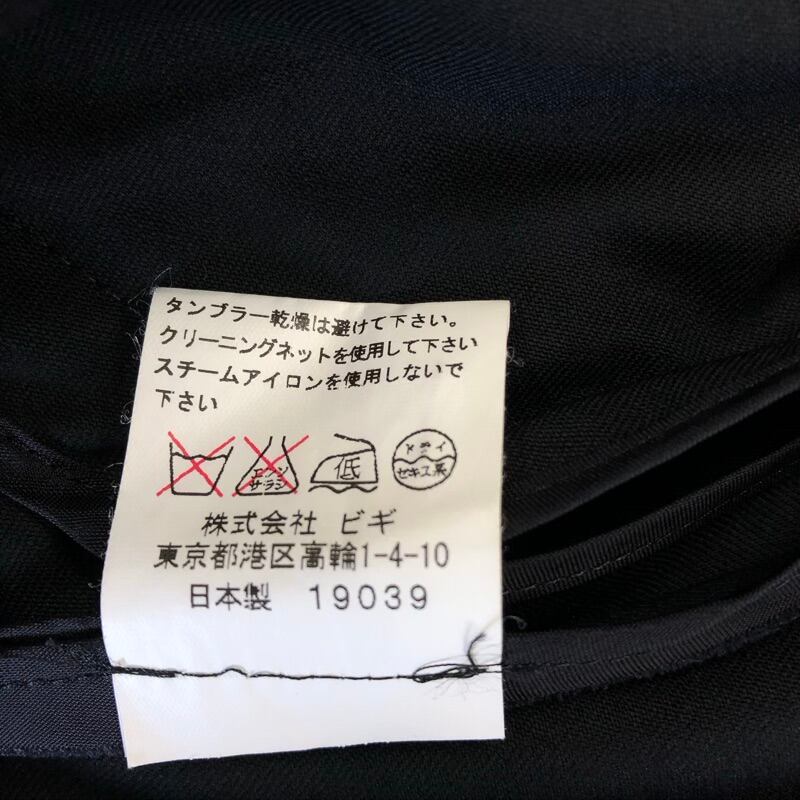 タンブラー乾燥は避けて下さい。
クリーニングネットを使用して下さい
スチームアイロンを使用しないで
下さい
エンソ
サラシ
低
ドライ
セキユ系
株式会社 ビギ
東京都港区高輪1-4-10
日本製 19039